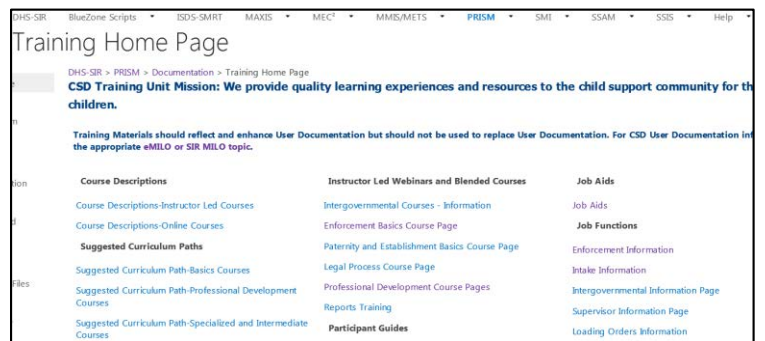 DHS-SIR BlueZone Scripts ISDS-SMRT MAXIS MEC² MMIS/METS PRISM SMI SSAM SSIS Help
Training Home Page
DHS-SIR > PRISM > Documentation > Training Home Page
CSD Training Unit Mission: We provide quality learning experiences and resources to the child support community for th
children.
Training Materials should reflect and enhance User Documentation but should not be used to replace User Documentation. For CSD User Documentation inf
the appropriate eMILO or SIR MILO topic.
Course Descriptions
Course Descriptions-Instructor Led Courses
Course Descriptions-Online Courses
Suggested Curriculum Paths
Suggested Curriculum Path-Basics Courses
Suggested Curriculum Path-Professional Development
Courses
Suggested Curriculum Path-Specialized and Intermediate
Courses
Instructor Led Webinars and Blended Courses
Intergovernmental Courses - Information
Enforcement Basics Course Page
Paternity and Establishment Basics Course Page
Legal Process Course Page
Professional Development Course Pages
Reports Training
Participant Guides
Job Aids
Job Aids
Job Functions
Enforcement Information
Intake Information
Intergovernmental Information Page
Supervisor Information Page
Loading Orders Information
tion
Files